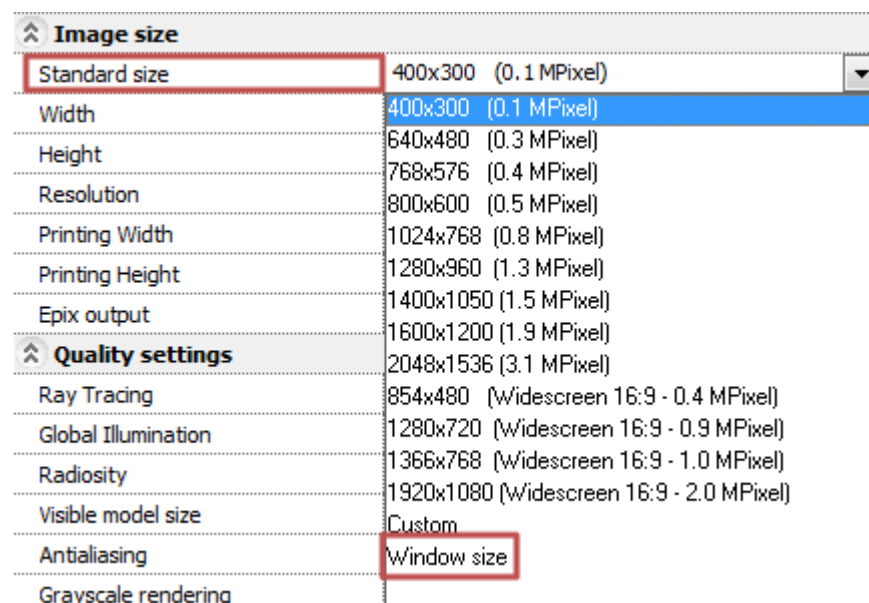 Image size
Standard size 400x300 (0.1 MPixel)
Width 400x300 (0.1 MPixel)
640x480 (0.3 MPixel)
Height
768x576 (0.4 MPixel)
Resolution 800x600 (0.5 MPixel)
Printing Width 1024x768 (0.8 MPixel)
Printing Height 1280x960 (1.3 MPixel)
1400x1050 (1.5 MPixel)
Epix output
1600x1200 (1.9 MPixel)
Quality settings 2048x1536 (3.1 MPixel)
Ray Tracing 854x480 (Widescreen 16:9 - 0.4 MPixel)
Global Illumination 1280x720 (Widescreen 16:9 - 0.9 MPixel)
1366x768 (Widescreen 16:9 - 1.0 MPixel)
Radiosity
1920x1080 (Widescreen 16:9 - 2.0 MPixel)
Visible model size Custom
Antialiasing Window size
Grayscale rendering